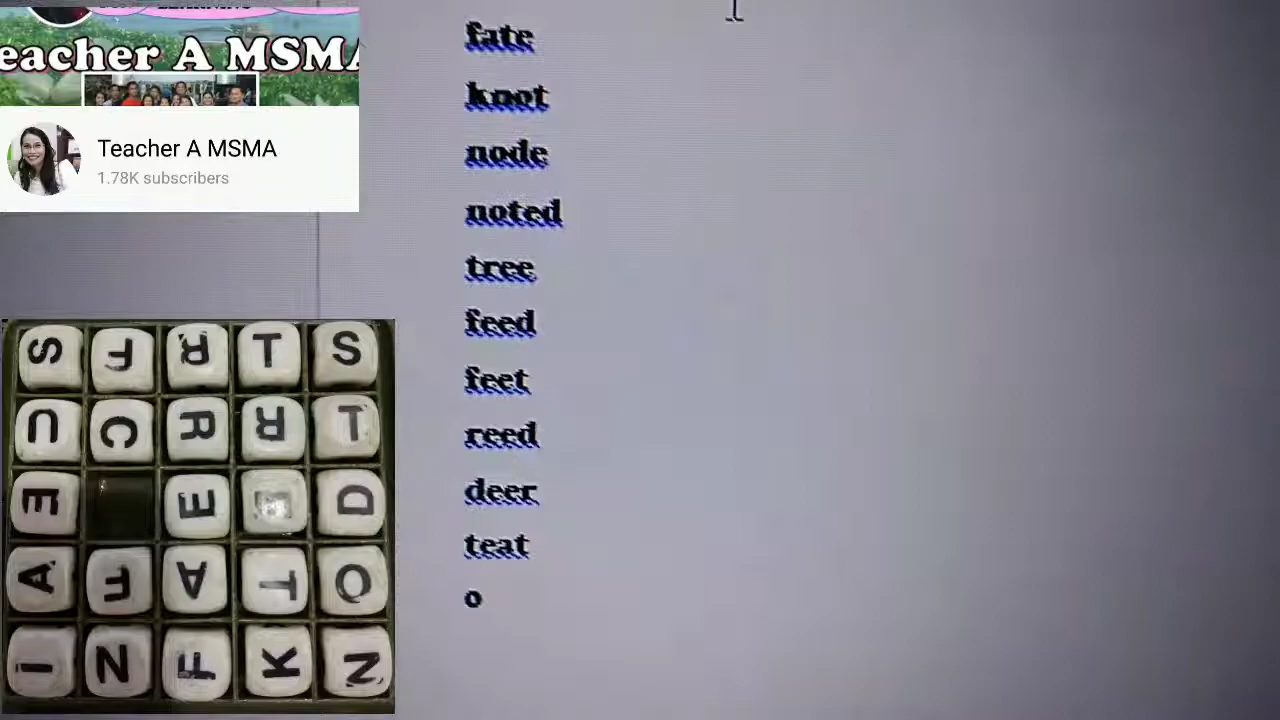 eacher A MSMA
Teacher A MSMA
1.78K subscribers
fate
knot
node
noted
tree
feed
feet
reed
deer
teat
o
S F R T S
U C R R T
E E E D
A F A T O
I N F K N